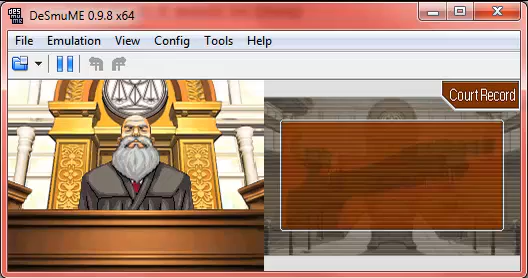 DeSmuME 0.9.8 x64
File Emulation View Config Tools Help
Court Record